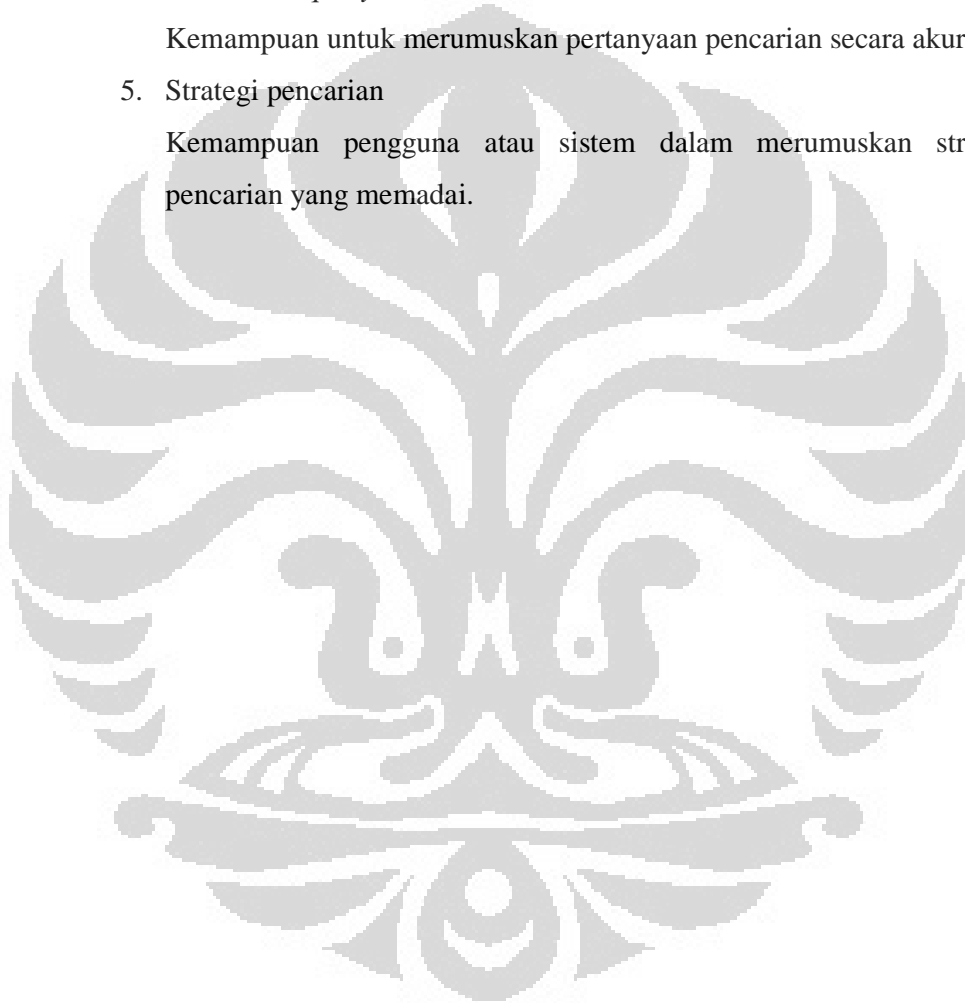 Kemampuan untuk merumuskan pertanyaan pencarian secara akur
5. Strategi pencarian
Kemampuan pengguna atau sistem dalam merumuskan str
pencarian yang memadai.